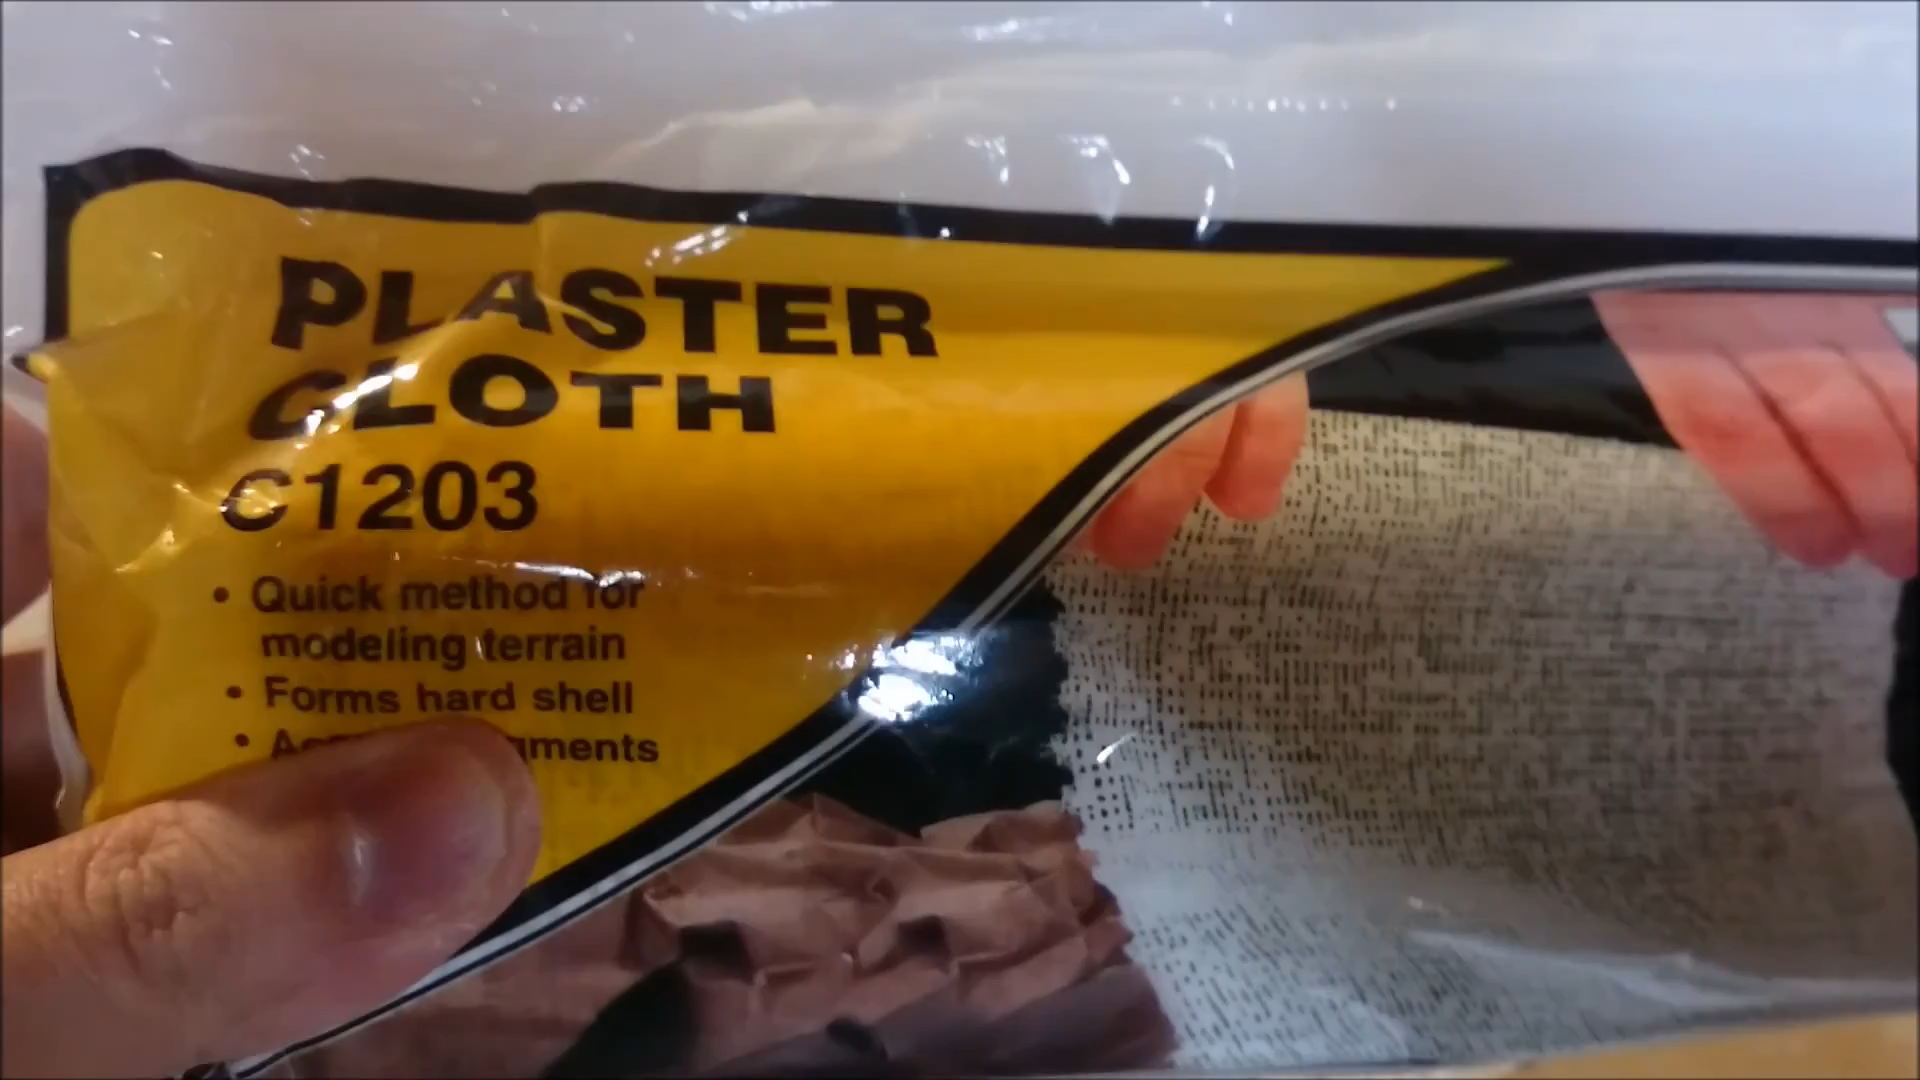 PLASTER
CLOTH
C1203
• Quick method for
modeling terrain
• Forms hard shell
•